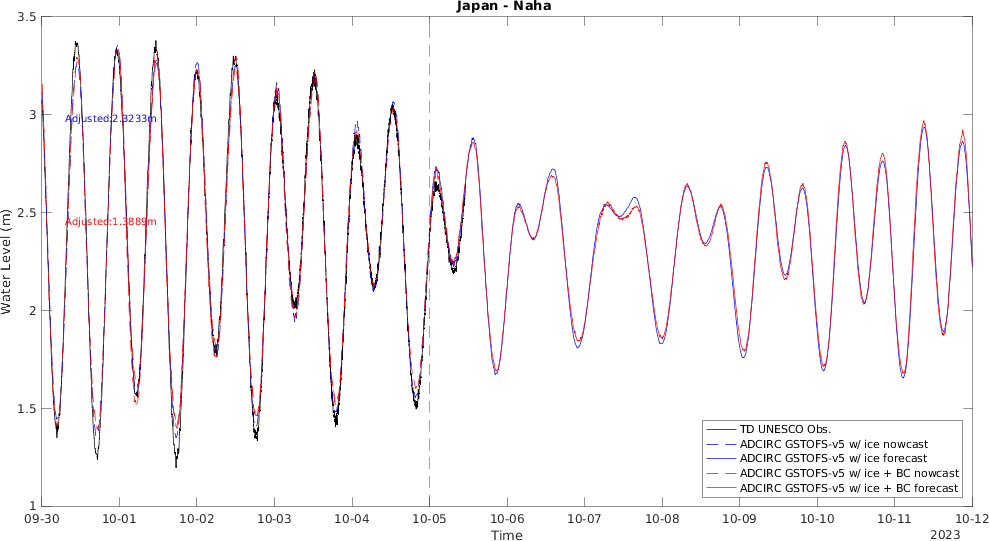 Japan - Naha
3.5
3
2.5
2
1.5
1
Water Level (m)
Adjusted:2.3233m
Adjusted:1.3889m
TD UNESCO Obs.
ADCIRC GSTOFS-v5 w/ ice nowcast
ADCIRC GSTOFS-v5 w/ ice forecast
ADCIRC GSTOFS-v5 w/ ice + BC nowcast
ADCIRC GSTOFS-v5 w/ ice + BC forecast
09-30 10-01 10-02 10-03 10-04 10-05 10-06 10-07 10-08 10-09 10-10 10-11 10-12
Time
2023